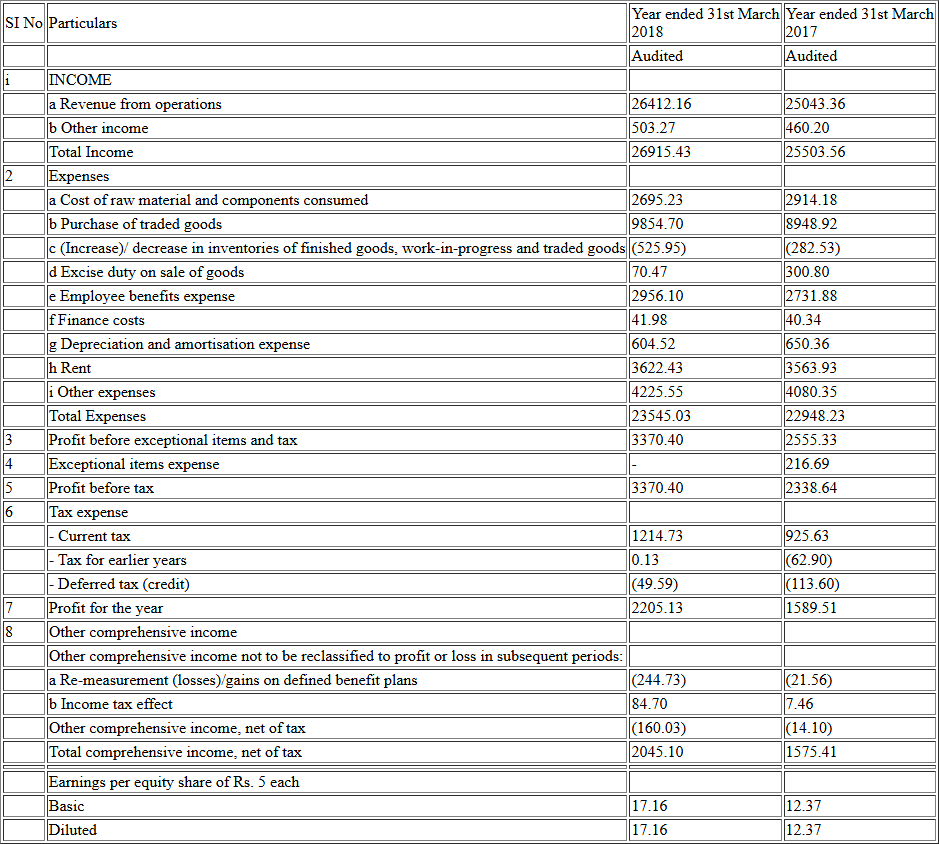 SI No Particulars Year ended 31st March 2018 Year ended 31st March 2017
Audited Audited
i INCOME
a Revenue from operations 26412.16 25043.36
b Other income 503.27 460.20
Total Income 26915.43 25503.56
2 Expenses
a Cost of raw material and components consumed 2695.23 2914.18
b Purchase of traded goods 9854.70 8948.92
c (Increase)/ decrease in inventories of finished goods, work-in-progress and traded goods (525.95) (282.53)
d Excise duty on sale of goods 70.47 300.80
e Employee benefits expense 2956.10 2731.88
f Finance costs 41.98 40.34
g Depreciation and amortisation expense 604.52 650.36
h Rent 3622.43 3563.93
i Other expenses 4225.55 4080.35
Total Expenses 23545.03 22948.23
3 Profit before exceptional items and tax 3370.40 2555.33
4 Exceptional items expense - 216.69
5 Profit before tax 3370.40 2338.64
6 Tax expense
- Current tax 1214.73 925.63
- Tax for earlier years 0.13 (62.90)
- Deferred tax (credit) (49.59) (113.60)
7 Profit for the year 2205.13 1589.51
8 Other comprehensive income
Other comprehensive income not to be reclassified to profit or loss in subsequent periods:
a Re-measurement (losses)/gains on defined benefit plans (244.73) (21.56)
b Income tax effect 84.70 7.46
Other comprehensive income, net of tax (160.03) (14.10)
Total comprehensive income, net of tax 2045.10 1575.41
Earnings per equity share of Rs. 5 each
Basic 17.16 12.37
Diluted 17.16 12.37